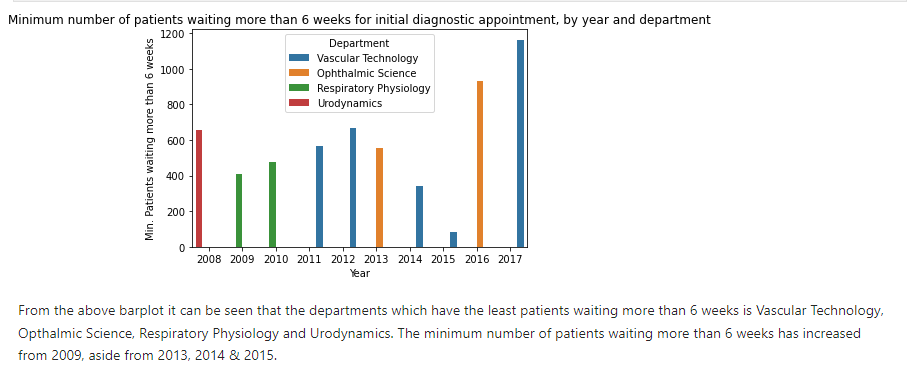 Minimum number of patients waiting more than 6 weeks for initial diagnostic appointment, by year and department
Min. Patients waiting more than 6 weeks
1200
1000
800
600
400
200
0
Department
Vascular Technology
Ophthalmic Science
Respiratory Physiology
Urodynamics
2008 2009 2010 2011 2012 2013 2014 2015 2016 2017
Year
From the above barplot it can be seen that the departments which have the least patients waiting more than 6 weeks is Vascular Technology,
Opthalmic Science, Respiratory Physiology and Urodynamics. The minimum number of patients waiting more than 6 weeks has increased
from 2009, aside from 2013, 2014 & 2015.